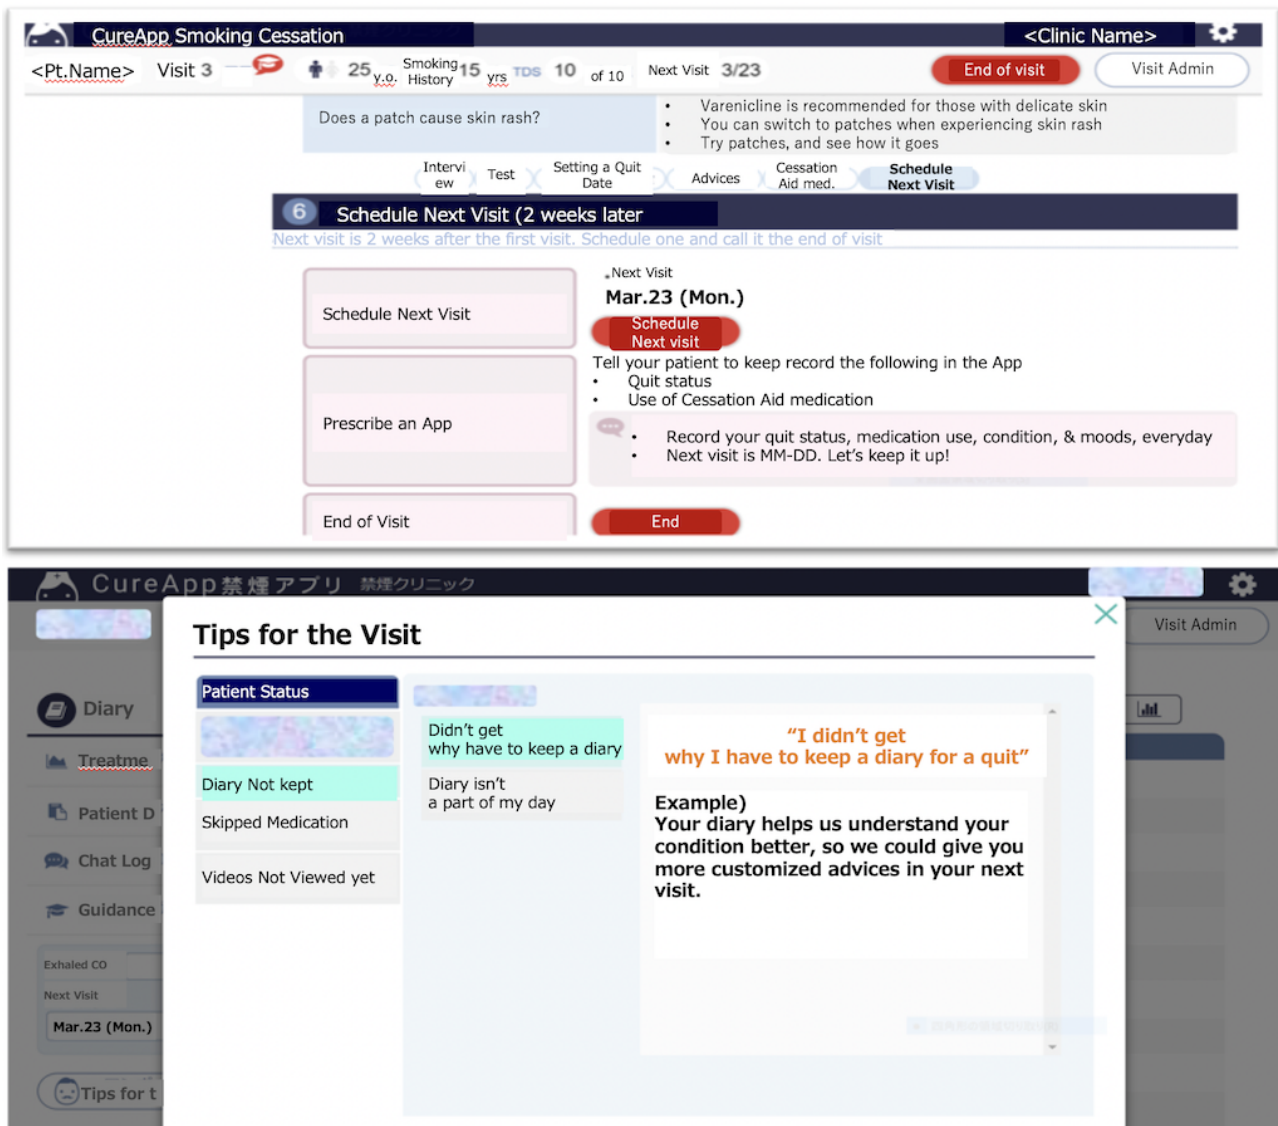 CureApp Smoking Cessation
<Clinic Name>
<Pt.Name>
Visit 3
25 y.o.
Smoking
History
15 yrs
TDS 10 of 10
Next Visit 3/23
End of visit
Visit Admin
Does a patch cause skin rash?
• Varenicline is recommended for those with delicate skin
• You can switch to patches when experiencing skin rash
• Try patches, and see how it goes
Intervi
ew
Test
Setting a Quit
Date
Advices
Cessation
Aid med.
Schedule
Next Visit
6 Schedule Next Visit (2 weeks later
Next visit is 2 weeks after the first visit. Schedule one and call it the end of visit
Schedule Next Visit
Next Visit
Mar.23 (Mon.)
Schedule
Next visit
Prescribe an App
Tell your patient to keep record the following in the App
• Quit status
• Use of Cessation Aid medication
• Record your quit status, medication use, condition, & moods, everyday
• Next visit is MM-DD. Let's keep it up!
End of Visit
End
CureApp禁煙アプリ 禁煙クリニック
Visit Admin
Diary
Treatme
Patient D
Chat Log
Guidance
Exhaled CO
Next Visit
Mar.23 (Mon.)
Tips for t
Tips for the Visit
Patient Status
Diary Not kept
Skipped Medication
Videos Not Viewed yet
Didn't get
why have to keep a diary
Diary isn't
a part of my day
“I didn't get
why I have to keep a diary for a quit”
Example)
Your diary helps us understand your
condition better, so we could give you
more customized advices in your next
visit.